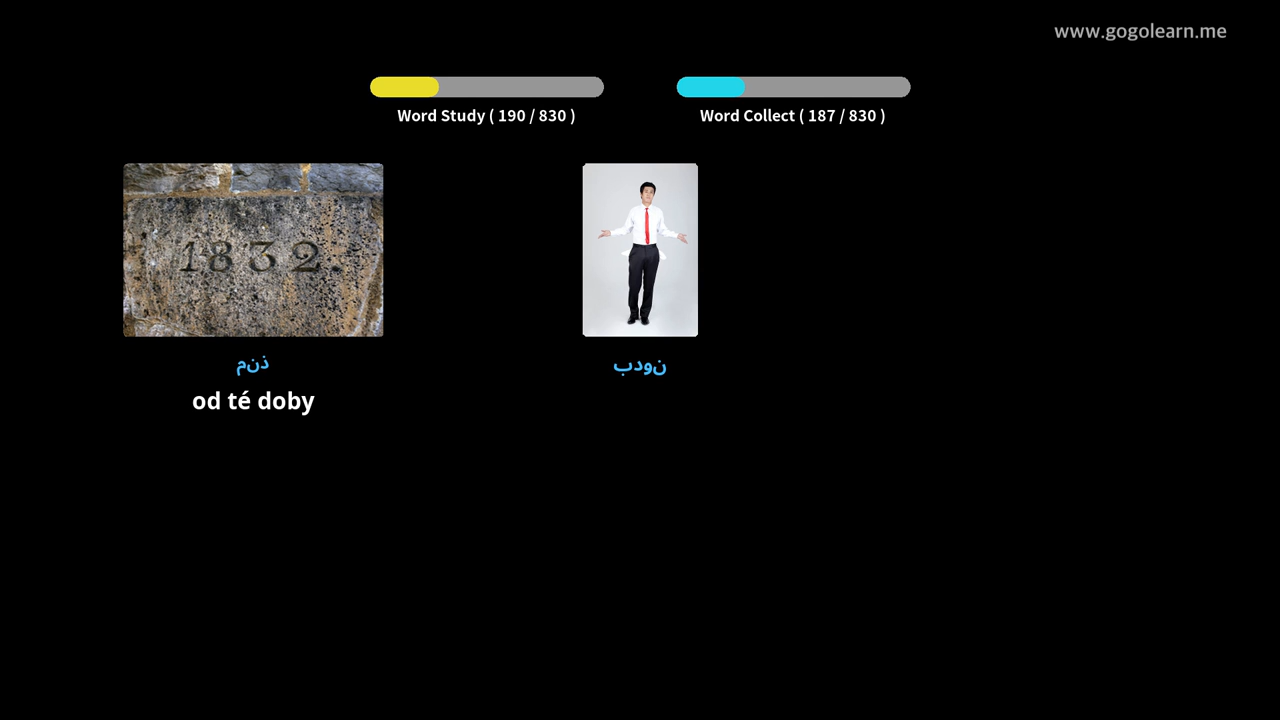 www.gogolearn.me
Word Study ( 190 / 830 )
Word Collect ( 187 / 830 )
1832.
منذ
بدون
od té doby